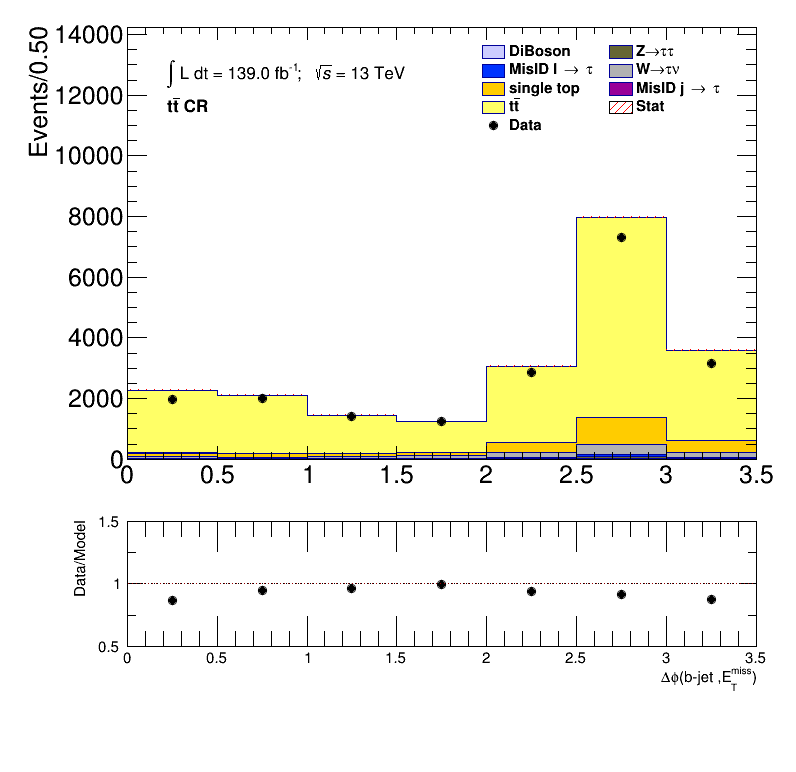 Events/0.50
14000
12000
10000
8000
6000
4000
2000
0
∫ L dt = 139.0 fb⁻¹; √s = 13 TeV
tt̄ CR
DiBoson
MisID l → τ
single top
tt̄
Data
Z→ττ
W→τν
MisID j → τ
Stat
0 0.5 1 1.5 2 2.5 3 3.5
Data/Model
1.5
1
0.5
0 0.5 1 1.5 2 2.5 3 3.5
Δϕ(b-jet ,E_T^miss)